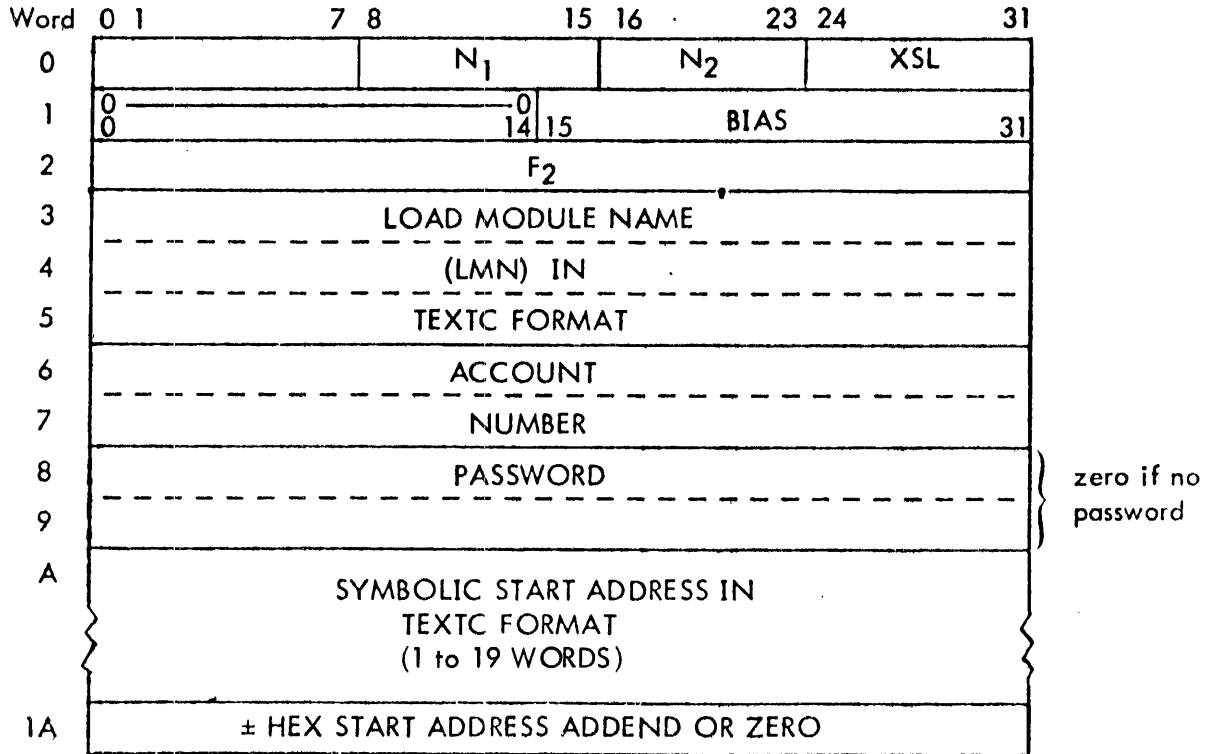 Word 0 1 7 8 15 16 23 24 31
0 N1 N2 XSL
0 0
1 BIAS
0 14 15 31
2 F2
3 LOAD MODULE NAME
4 (LMN) IN
5 TEXTC FORMAT
6 ACCOUNT
7 NUMBER
8 PASSWORD
zero if no
9 password
A SYMBOLIC START ADDRESS IN
TEXTC FORMAT
(1 to 19 WORDS)
1A ± HEX START ADDRESS ADDEND OR ZERO